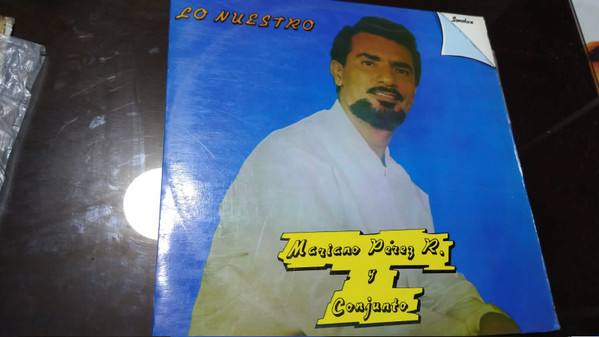 LO NUESTRO
Mariano Pérez R.
y
Conjunto